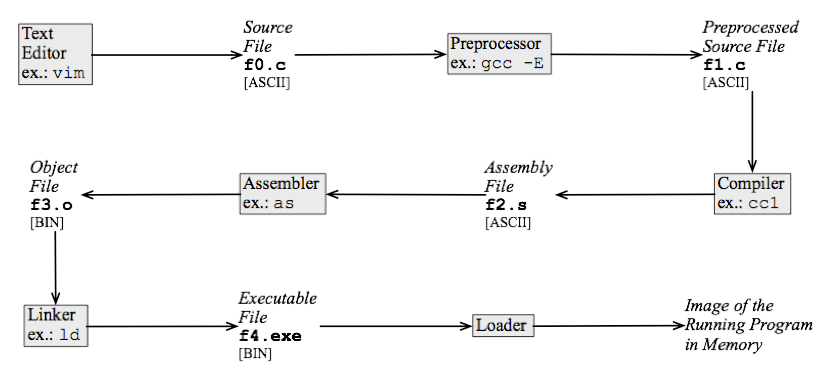 Text
Editor
ex.: vim
Source
File
f0.c
[ASCII]
Preprocessor
ex.: gcc -E
Preprocessed
Source File
f1.c
[ASCII]
Object
File
f3.o
[BIN]
Assembler
ex.: as
Assembly
File
f2.s
[ASCII]
Compiler
ex.: cc1
Linker
ex.: ld
Executable
File
f4.exe
[BIN]
Loader
Image of the
Running Program
in Memory